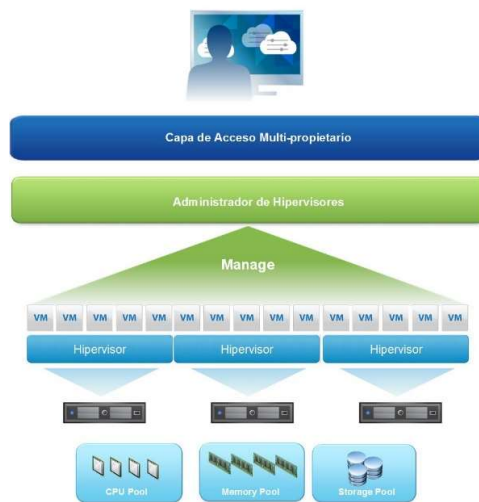 Capa de Acceso Multi-propietario
Administrador de Hipervisores
Manage
VM VM VM VM VM VM VM VM VM VM VM VM VM VM VM
Hipervisor Hipervisor Hipervisor
CPU Pool Memory Pool Storage Pool